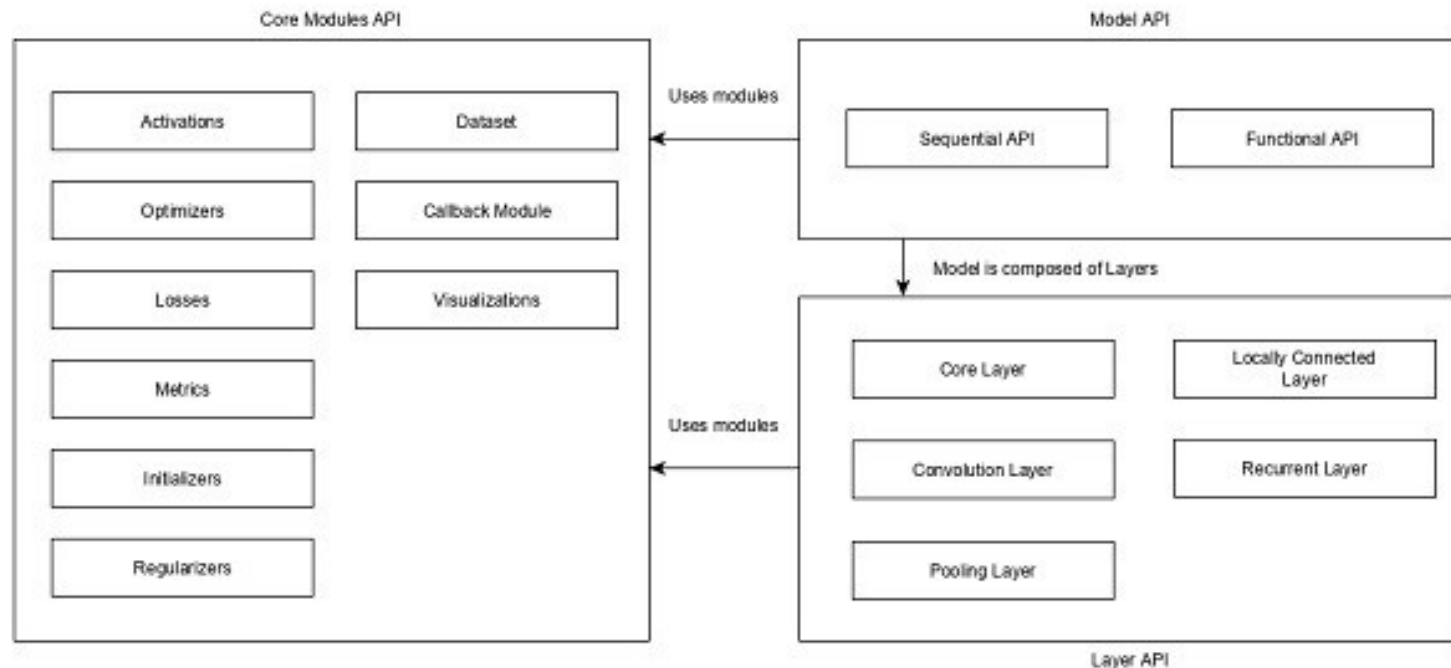 Core Modules API
Activations
Dataset
Optimizers
Callback Module
Losses
Visualizations
Metrics
Initializers
Regularizers
Uses modules
Uses modules
Model API
Sequential API
Functional API
Model is composed of Layers
Core Layer
Locally Connected
Layer
Convolution Layer
Recurrent Layer
Pooling Layer
Layer API